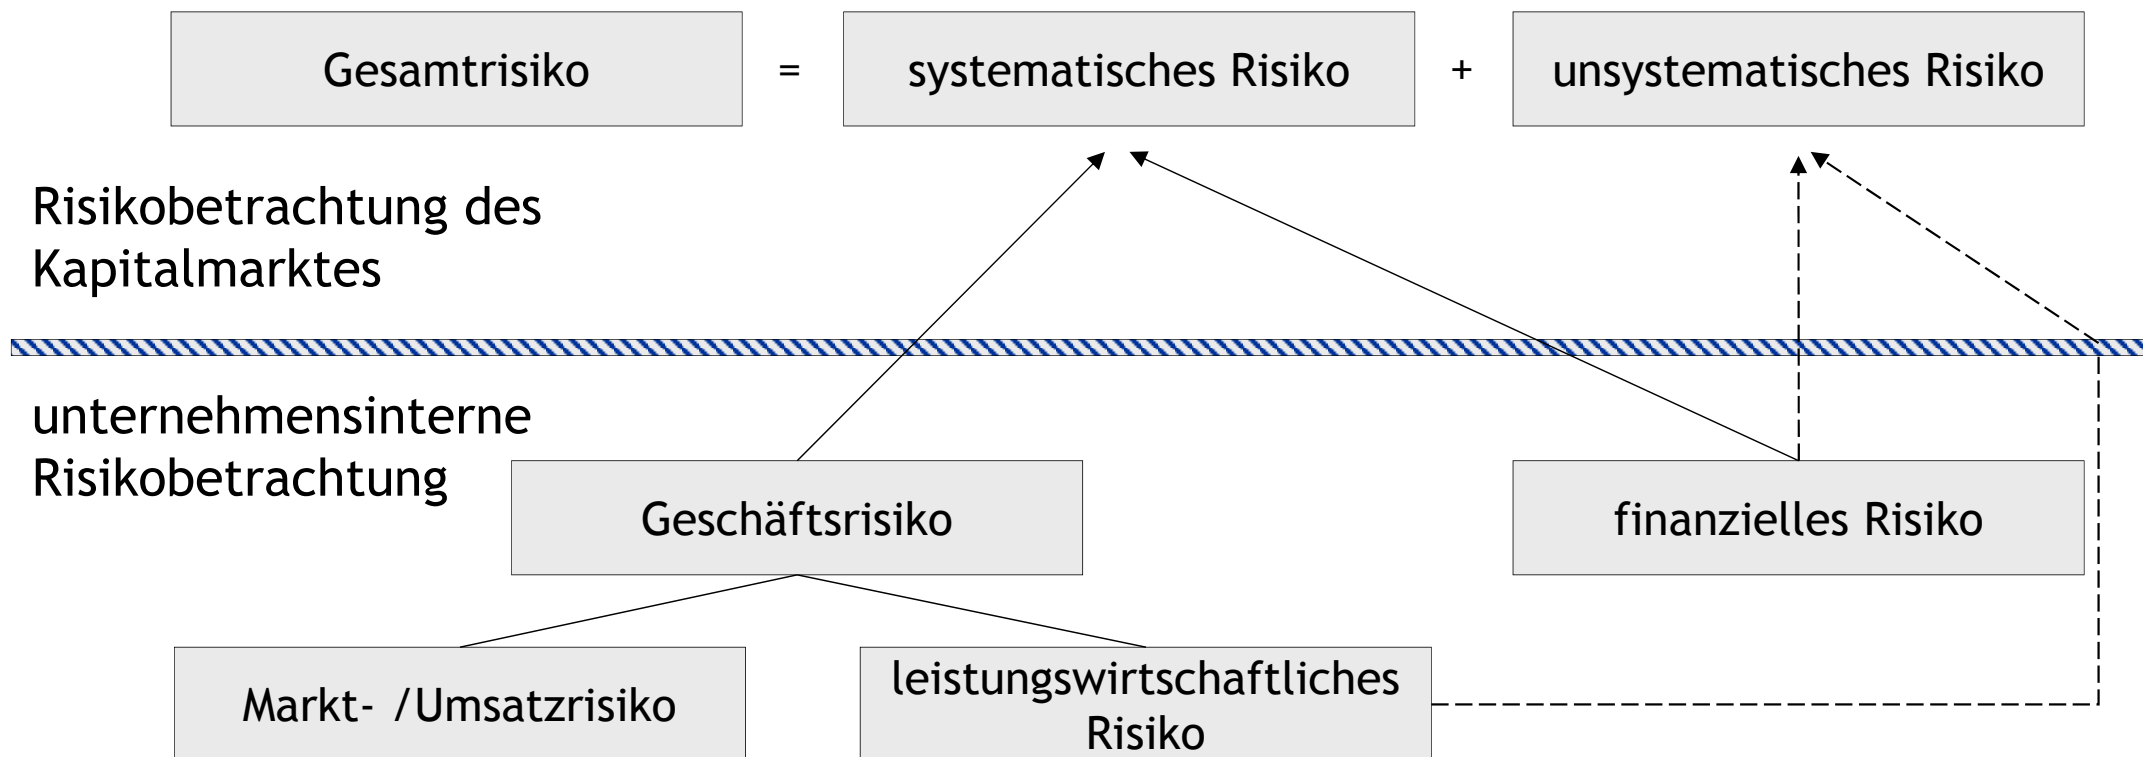 Gesamtrisiko = systematisches Risiko + unsystematisches Risiko
Risikobetrachtung des
Kapitalmarktes
unternehmensinterne
Risikobetrachtung
Geschäftsrisiko
finanzielles Risiko
Markt- /Umsatzrisiko
leistungswirtschaftliches
Risiko